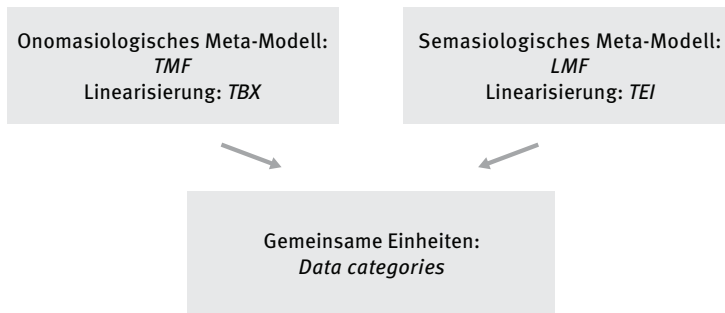 Onomasiologisches Meta-Modell:
TMF
Linearisierung: TBX
Semasiologisches Meta-Modell:
LMF
Linearisierung: TEI
Gemeinsame Einheiten:
Data categories